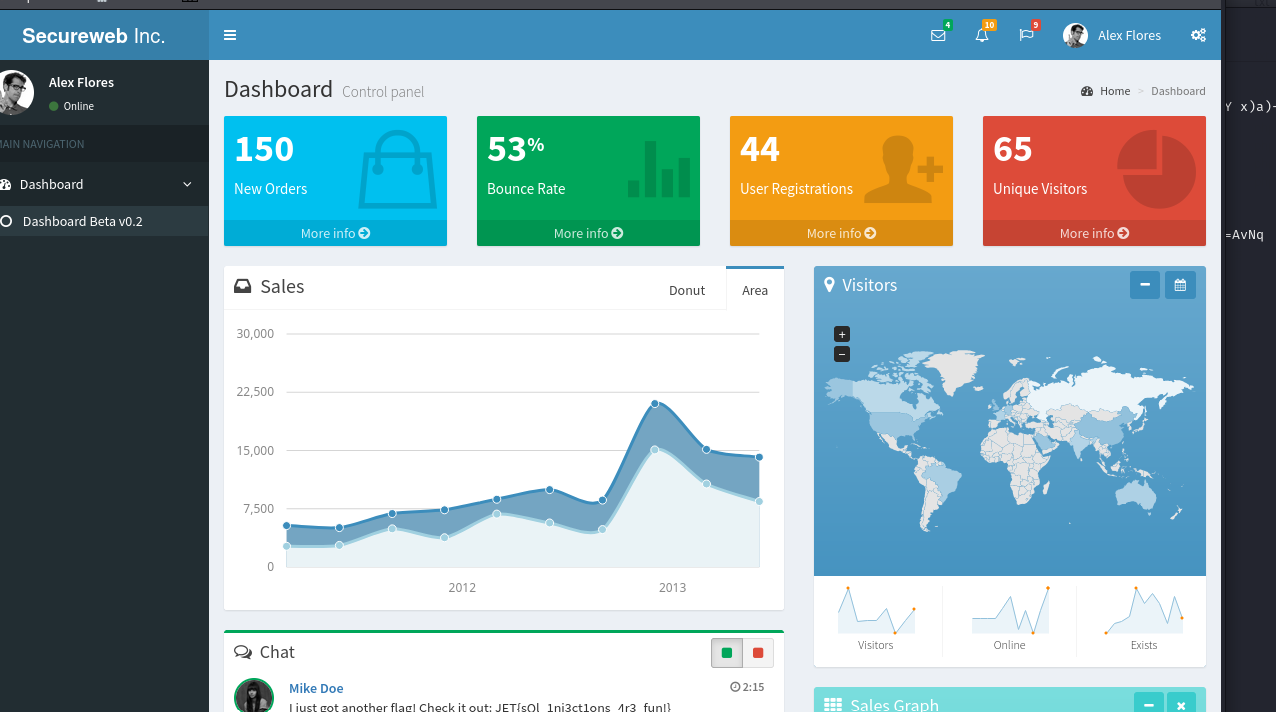 Secureweb Inc.
4
10
9
Alex Flores
Alex Flores
Online
MAIN NAVIGATION
Dashboard
Dashboard Beta v0.2
Dashboard Control panel
Home > Dashboard
150
New Orders
More info
53%
Bounce Rate
More info
44
User Registrations
More info
65
Unique Visitors
More info
Sales
Donut
Area
30,000
22,500
15,000
7,500
0
2012
2013
Visitors
+
−
Visitors
Online
Exists
Chat
Mike Doe
2:15
I just got another flag! Check it out: JET{sQl_1nj3ct1ons_4r3_fun!}
Sales Graph
Y x)a)-
=AvNq